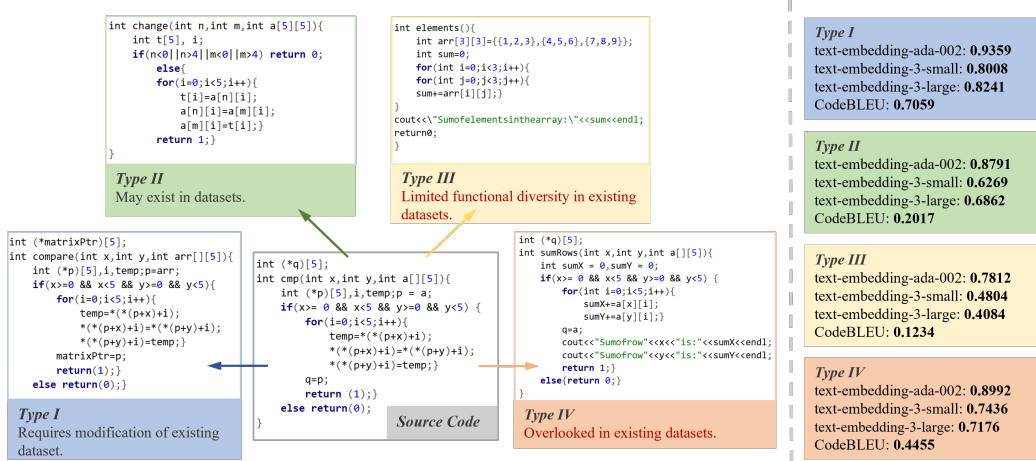 int change(int n,int m,int a[5][5]){
int t[5], i;
if(n<0||n>4||m<0||m>4) return 0;
else{
for(i=0;i<5;i++){
t[i]=a[n][i];
a[n][i]=a[m][i];
a[m][i]=t[i];}
return 1;}
}
Type II
May exist in datasets.
int elements(){
int arr[3][3]={{1,2,3},{4,5,6},{7,8,9}};
int sum=0;
for(int i=0;i<3;i++){
for(int j=0;j<3;j++){
sum+=arr[i][j];}
}
cout<<\"Sumofelementsinthearray:\"<<sum<<endl;
return0;
}
Type III
Limited functional diversity in existing
datasets.
int (*matrixPtr)[5];
int compare(int x,int y,int arr[][5]){
int (*p)[5],i,temp;p=arr;
if(x>=0 && x<5 && y>=0 && y<5){
for(i=0;i<5;i++){
temp=*(*(p+x)+i);
*(*(p+x)+i)=*(*(p+y)+i);
*(*(p+y)+i)=temp;}
matrixPtr=p;
return(1);}
else return(0);}
Type I
Requires modification of existing
dataset.
int (*q)[5];
int cmp(int x,int y,int a[][5]){
int (*p)[5],i,temp;p = a;
if(x>= 0 && x<5 && y>=0 && y<5) {
for(i=0;i<5;i++){
temp=*(*(p+x)+i);
*(*(p+x)+i)=*(*(p+y)+i);
*(*(p+y)+i)=temp;}
q=p;
return (1);}
else return(0);
}
Source Code
int (*q)[5];
int sumRows(int x,int y,int a[][5]){
int sumX = 0,sumY = 0;
if(x>= 0 && x<5 && y>=0 && y<5) {
for(int i=0;i<5;i++){
sumX+=a[x][i];
sumY+=a[y][i];}
q=a;
cout<<"Sumofrow"<<x<<"is:"<<sumX<<endl;
cout<<"Sumofrow"<<y<<"is:"<<sumY<<endl;
return 1;}
else{return 0;}
}
Type IV
Overlooked in existing datasets.
Type I
text-embedding-ada-002: 0.9359
text-embedding-3-small: 0.8008
text-embedding-3-large: 0.8241
CodeBLEU: 0.7059
Type II
text-embedding-ada-002: 0.8791
text-embedding-3-small: 0.6269
text-embedding-3-large: 0.6862
CodeBLEU: 0.2017
Type III
text-embedding-ada-002: 0.7812
text-embedding-3-small: 0.4804
text-embedding-3-large: 0.4084
CodeBLEU: 0.1234
Type IV
text-embedding-ada-002: 0.8992
text-embedding-3-small: 0.7436
text-embedding-3-large: 0.7176
CodeBLEU: 0.4455